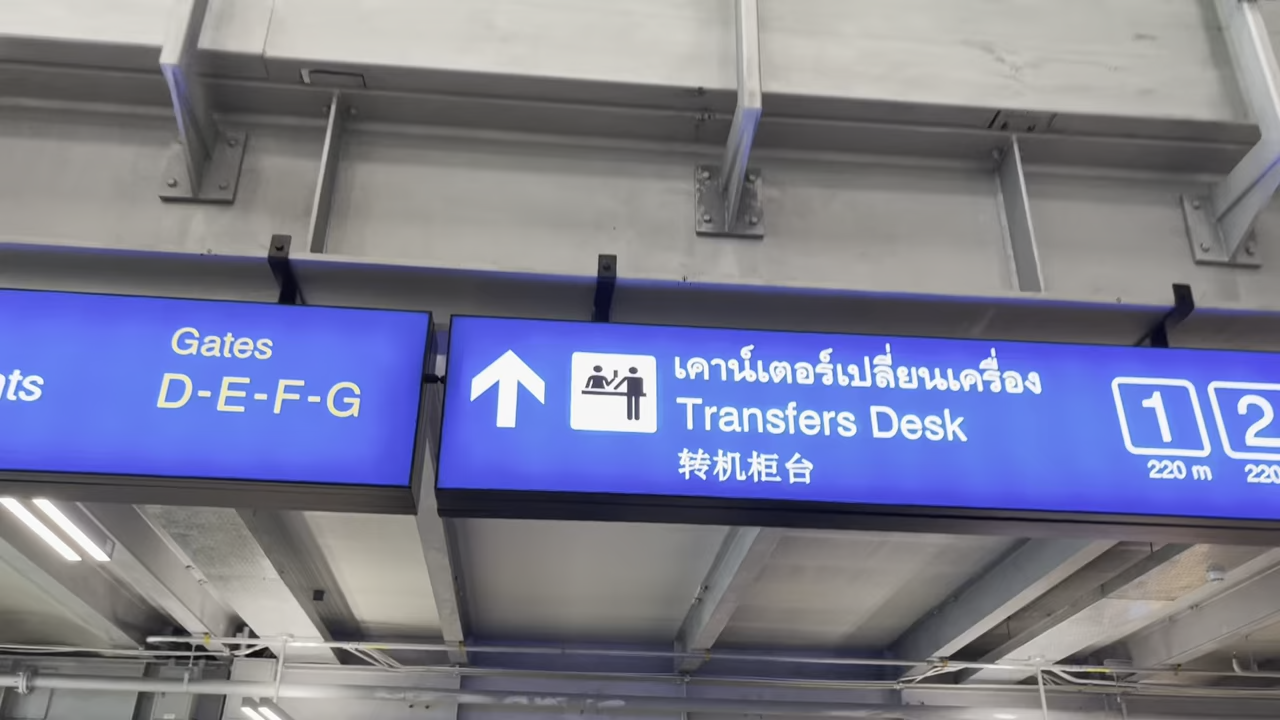 Gates
D-E-F-G
เคาน์เตอร์เปลี่ยนเครื่อง
Transfers Desk
转机柜台
1 2
220 m 220